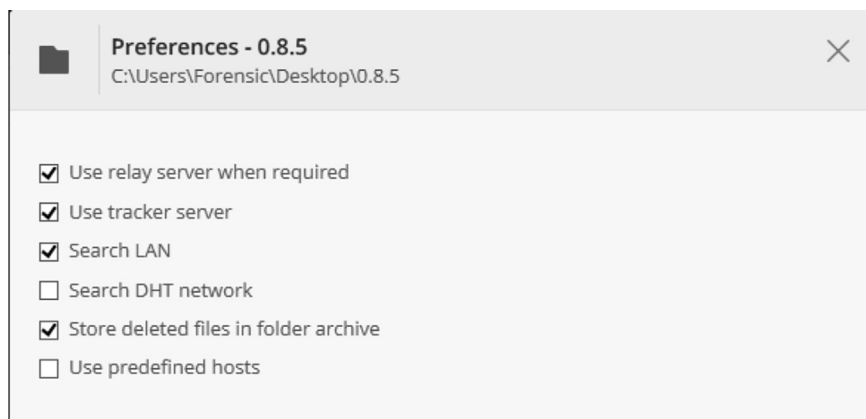 Preferences - 0.8.5
C:\Users\Forensic\Desktop\0.8.5
Use relay server when required
Use tracker server
Search LAN
Search DHT network
Store deleted files in folder archive
Use predefined hosts